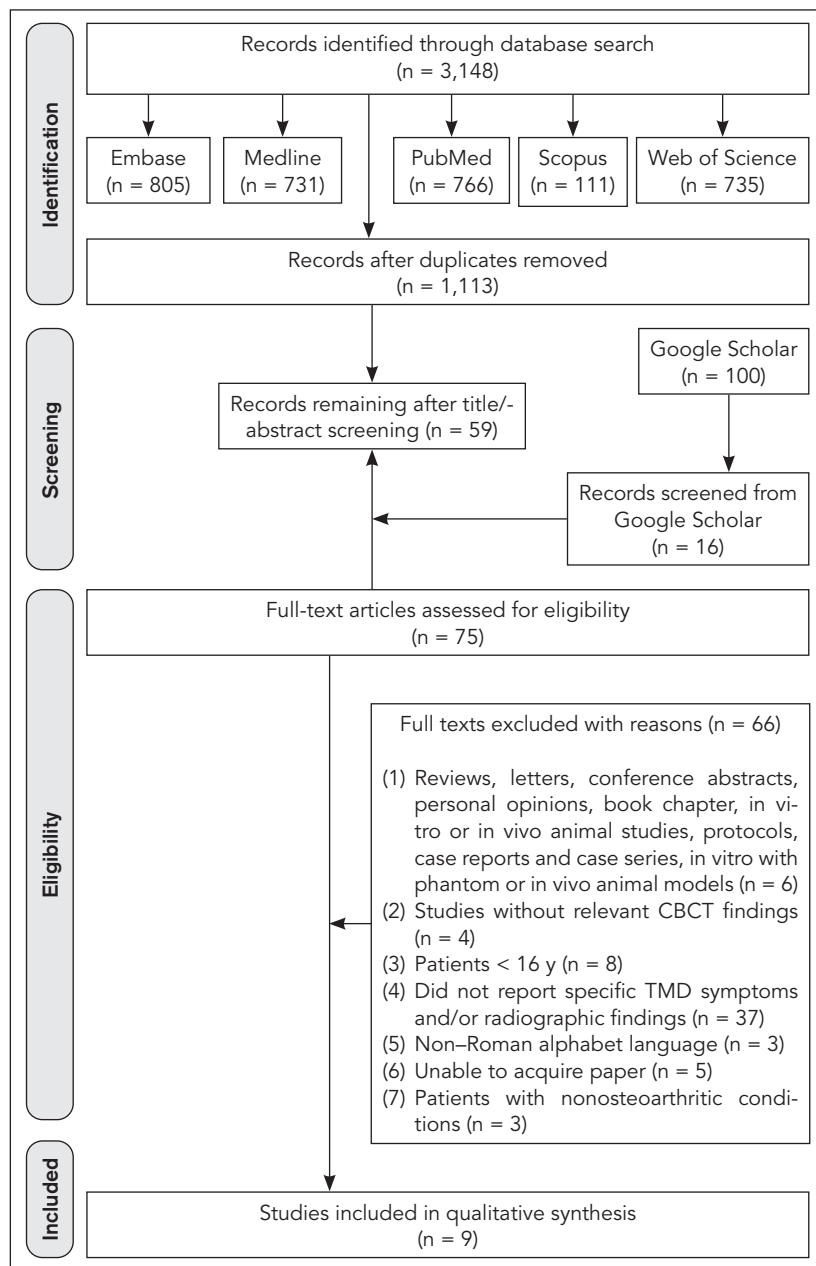 Identification
Records identified through database search
(n = 3,148)
Embase
(n = 805)
Medline
(n = 731)
PubMed
(n = 766)
Scopus
(n = 111)
Web of Science
(n = 735)
Records after duplicates removed
(n = 1,113)
Screening
Google Scholar
(n = 100)
Records remaining after title/-
abstract screening (n = 59)
Records screened from
Google Scholar
(n = 16)
Eligibility
Full-text articles assessed for eligibility
(n = 75)
Full texts excluded with reasons (n = 66)
(1) Reviews, letters, conference abstracts,
personal opinions, book chapter, in vi-
tro or in vivo animal studies, protocols,
case reports and case series, in vitro with
phantom or in vivo animal models (n = 6)
(2) Studies without relevant CBCT findings
(n = 4)
(3) Patients < 16 y (n = 8)
(4) Did not report specific TMD symptoms
and/or radiographic findings (n = 37)
(5) Non–Roman alphabet language (n = 3)
(6) Unable to acquire paper (n = 5)
(7) Patients with nonosteoarthritic condi-
tions (n = 3)
Included
Studies included in qualitative synthesis
(n = 9)